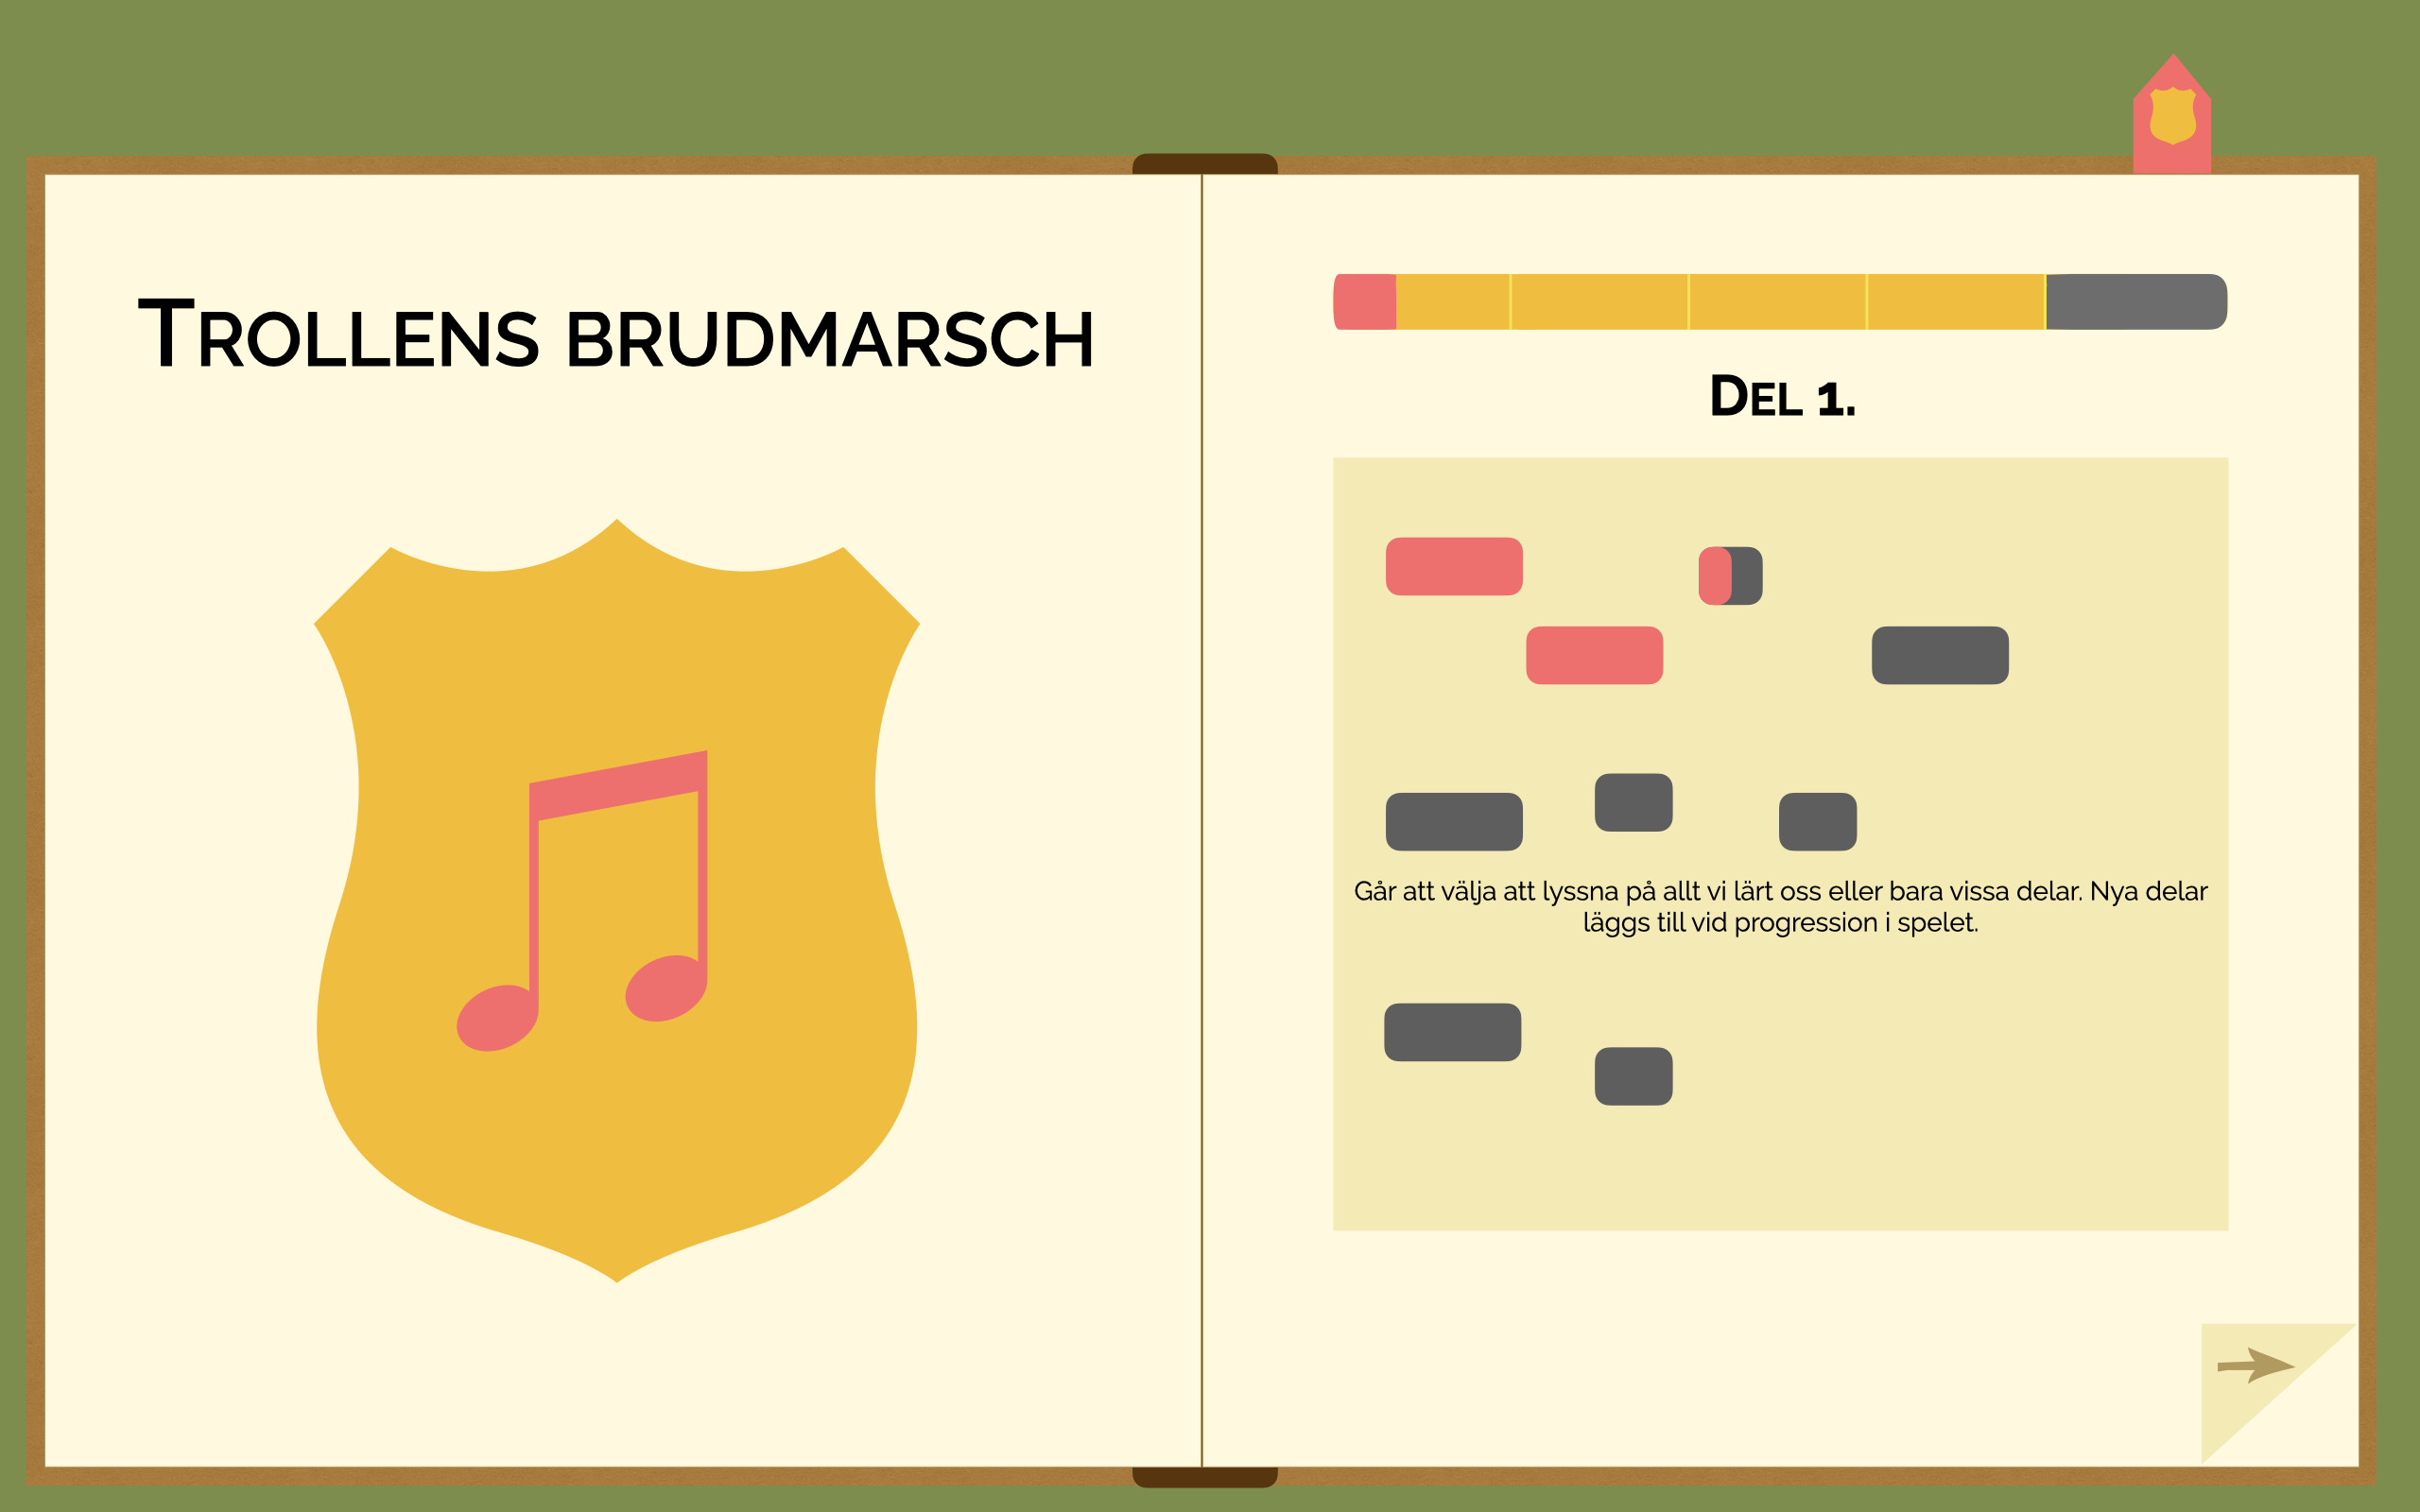 Trollens brudmarsch
Del 1.
Går att välja att lyssna på allt vi lärt oss eller bara vissa delar. Nya delar
läggs till vid progression i spelet.